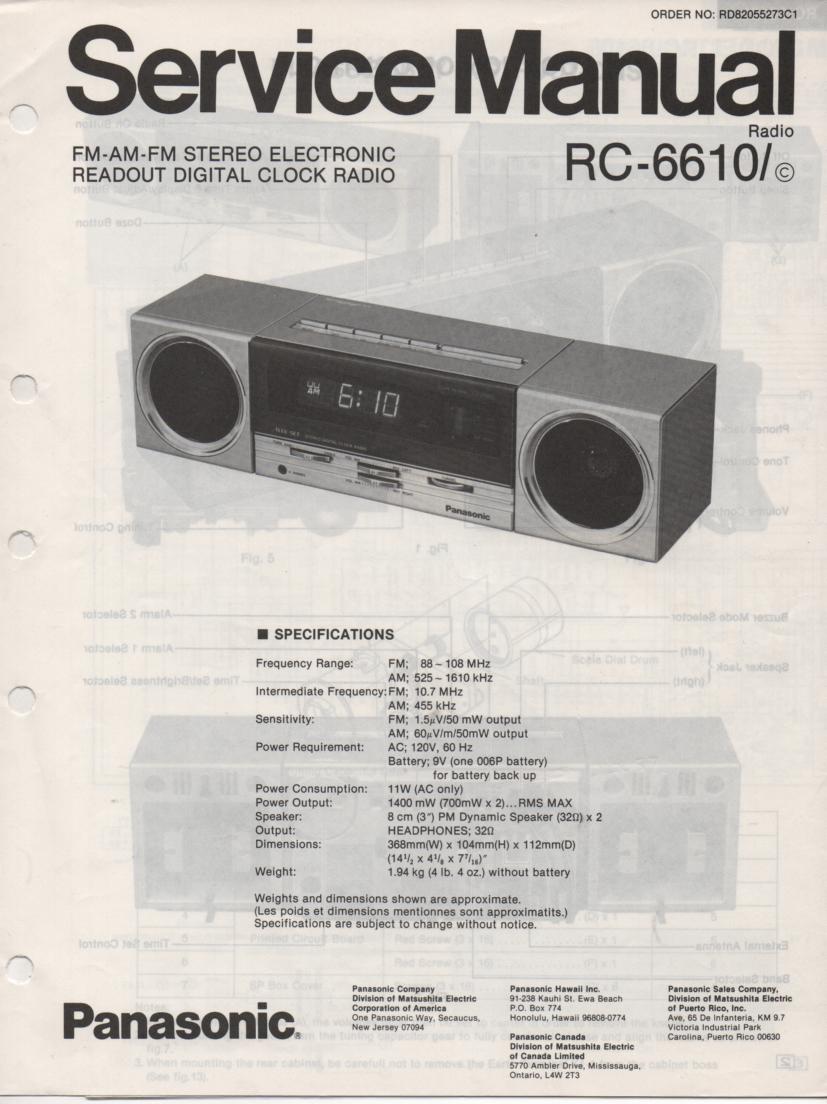 ORDER NO: RD82055273C1
Service Manual
Radio
FM-AM-FM STEREO ELECTRONIC
READOUT DIGITAL CLOCK RADIO
RC-6610/©
AM
6:10
Panasonic
■ SPECIFICATIONS
Frequency Range: FM; 88 ~ 108 MHz
AM; 525 ~ 1610 kHz
Intermediate Frequency: FM; 10.7 MHz
AM; 455 kHz
Sensitivity: FM; 1.5μV/50 mW output
AM; 60μV/m/50mW output
Power Requirement: AC; 120V, 60 Hz
Battery; 9V (one 006P battery)
for battery back up
Power Consumption: 11W (AC only)
Power Output: 1400 mW (700mW x 2)...RMS MAX
Speaker: 8 cm (3″) PM Dynamic Speaker (32Ω) x 2
Output: HEADPHONES; 32Ω
Dimensions: 368mm(W) x 104mm(H) x 112mm(D)
(14 1/2 x 4 1/8 x 7 7/16)″
Weight: 1.94 kg (4 lb. 4 oz.) without battery
Weights and dimensions shown are approximate.
(Les poids et dimensions mentionnes sont approximatits.)
Specifications are subject to change without notice.
Panasonic®
Panasonic Company
Division of Matsushita Electric
Corporation of America
One Panasonic Way, Secaucus,
New Jersey 07094
Panasonic Hawaii Inc.
91-238 Kauhi St. Ewa Beach
P.O. Box 774
Honolulu, Hawaii 96808-0774
Panasonic Canada
Division of Matsushita Electric
of Canada Limited
5770 Ambler Drive, Mississauga,
Ontario, L4W 2T3
Panasonic Sales Company,
Division of Matsushita Electric
of Puerto Rico, Inc.
Ave, 65 De Infanteria, KM 9.7
Victoria Industrial Park
Carolina, Puerto Rico 00630